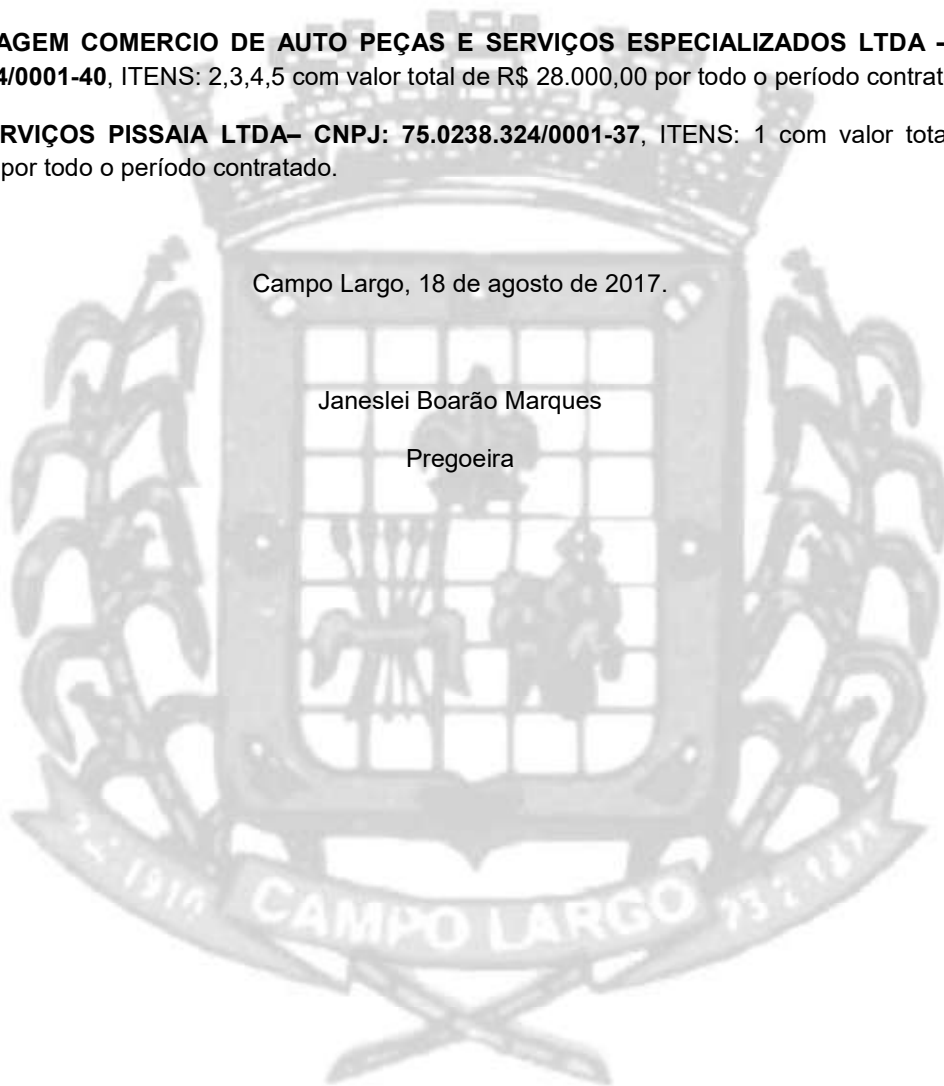 AGEM COMERCIO DE AUTO PEÇAS E SERVIÇOS ESPECIALIZADOS LTDA –
4/0001-40, ITENS: 2,3,4,5 com valor total de R$ 28.000,00 por todo o período contrat
RVIÇOS PISSAIA LTDA– CNPJ: 75.0238.324/0001-37, ITENS: 1 com valor tota
por todo o período contratado.
Campo Largo, 18 de agosto de 2017.
Janeslei Boarão Marques
Pregoeira
CAMPO LARGO